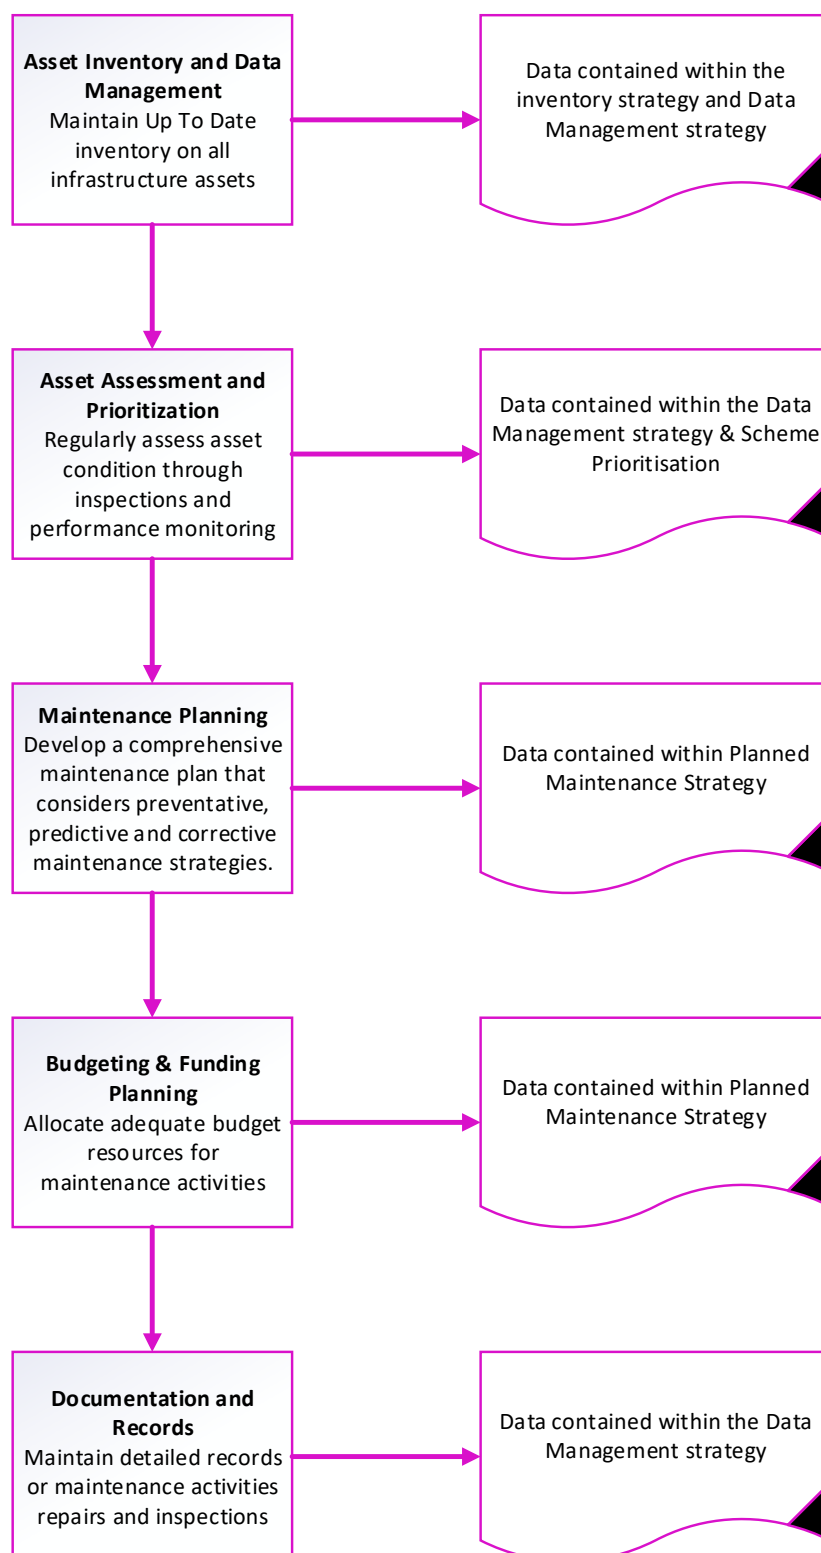 Asset Inventory and Data
Management
Maintain Up To Date
inventory on all
infrastructure assets
Data contained within the
inventory strategy and Data
Management strategy
Asset Assessment and
Prioritization
Regularly assess asset
condition through
inspections and
performance monitoring
Data contained within the Data
Management strategy & Scheme
Prioritisation
Maintenance Planning
Develop a comprehensive
maintenance plan that
considers preventative,
predictive and corrective
maintenance strategies.
Data contained within Planned
Maintenance Strategy
Budgeting & Funding
Planning
Allocate adequate budget
resources for
maintenance activities
Data contained within Planned
Maintenance Strategy
Documentation and
Records
Maintain detailed records
or maintenance activities
repairs and inspections
Data contained within the Data
Management strategy